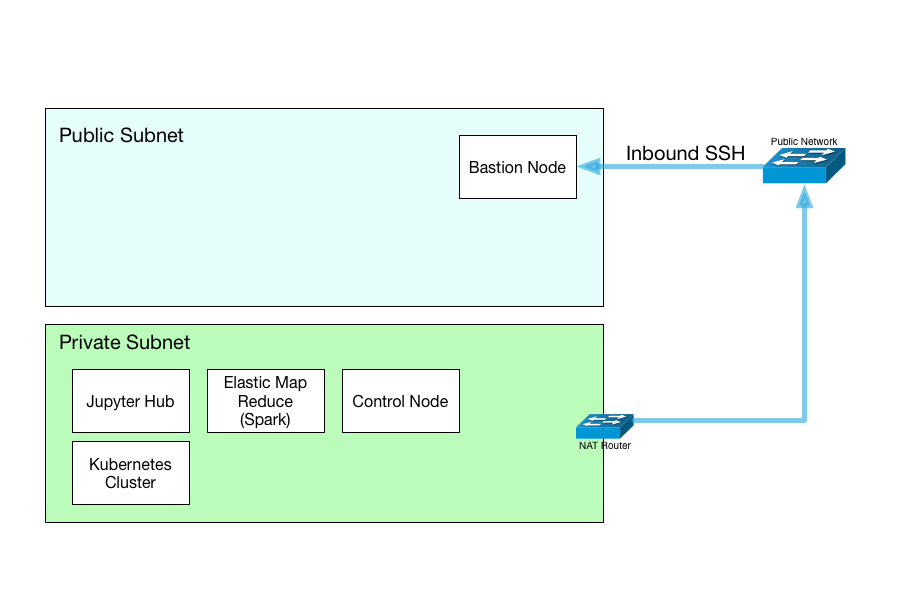 Public Subnet
Bastion Node
Inbound SSH
Public Network
Private Subnet
Jupyter Hub
Elastic Map
Reduce
(Spark)
Control Node
NAT Router
Kubernetes
Cluster